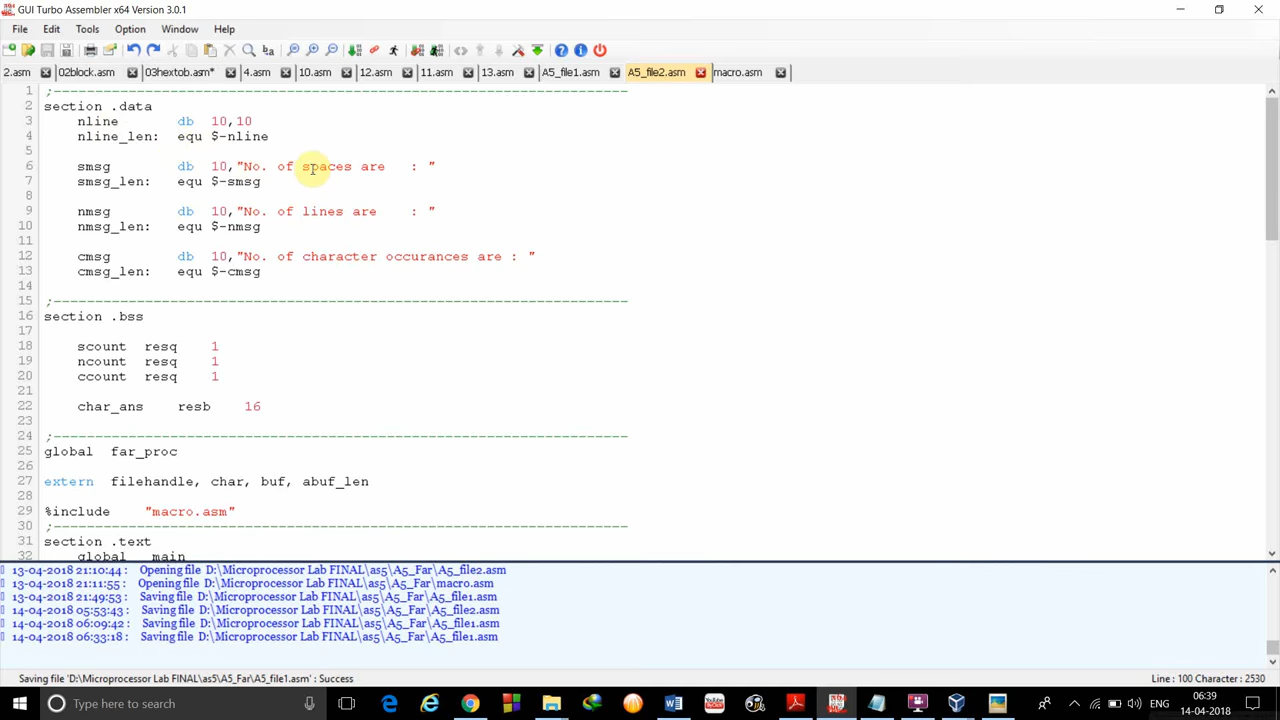 GUI Turbo Assembler x64 Version 3.0.1
File Edit Tools Option Window Help
2.asm 02block.asm 03hextob.asm* 4.asm 10.asm 12.asm 11.asm 13.asm A5_file1.asm A5_file2.asm macro.asm
1 ;----------------------------------------------------------------------
2 section .data
3 nline db 10,10
4 nline_len: equ $-nline
5
6 smsg db 10,"No. of spaces are : "
7 smsg_len: equ $-smsg
8
9 nmsg db 10,"No. of lines are : "
10 nmsg_len: equ $-nmsg
11
12 cmsg db 10,"No. of character occurances are : "
13 cmsg_len: equ $-cmsg
14
15 ;----------------------------------------------------------------------
16 section .bss
17
18 scount resq 1
19 ncount resq 1
20 ccount resq 1
21
22 char_ans resb 16
23
24 ;----------------------------------------------------------------------
25 global far_proc
26
27 extern filehandle, char, buf, abuf_len
28
29 %include "macro.asm"
30 ;----------------------------------------------------------------------
31 section .text
32 global _main
13-04-2018 21:10:44 : Opening file D:\Microprocessor Lab FINAL\as5\A5_Far\A5_file2.asm
13-04-2018 21:11:55 : Opening file D:\Microprocessor Lab FINAL\as5\A5_Far\macro.asm
13-04-2018 21:49:53 : Saving file D:\Microprocessor Lab FINAL\as5\A5_Far\A5_file1.asm
14-04-2018 05:53:43 : Saving file D:\Microprocessor Lab FINAL\as5\A5_Far\A5_file2.asm
14-04-2018 06:09:42 : Saving file D:\Microprocessor Lab FINAL\as5\A5_Far\A5_file1.asm
14-04-2018 06:33:18 : Saving file D:\Microprocessor Lab FINAL\as5\A5_Far\A5_file1.asm
Saving file 'D:\Microprocessor Lab FINAL\as5\A5_Far\A5_file1.asm' : Success Line : 100 Character : 2530
Type here to search ENG 06:39
14-04-2018